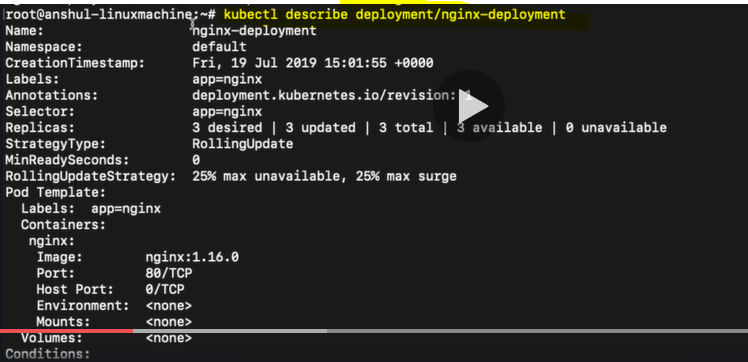 root@anshul-linuxmachine:~# kubectl describe deployment/nginx-deployment
Name: nginx-deployment
Namespace: default
CreationTimestamp: Fri, 19 Jul 2019 15:01:55 +0000
Labels: app=nginx
Annotations: deployment.kubernetes.io/revision: 1
Selector: app=nginx
Replicas: 3 desired | 3 updated | 3 total | 3 available | 0 unavailable
StrategyType: RollingUpdate
MinReadySeconds: 0
RollingUpdateStrategy: 25% max unavailable, 25% max surge
Pod Template:
Labels: app=nginx
Containers:
nginx:
Image: nginx:1.16.0
Port: 80/TCP
Host Port: 0/TCP
Environment: <none>
Mounts: <none>
Volumes: <none>
Conditions: